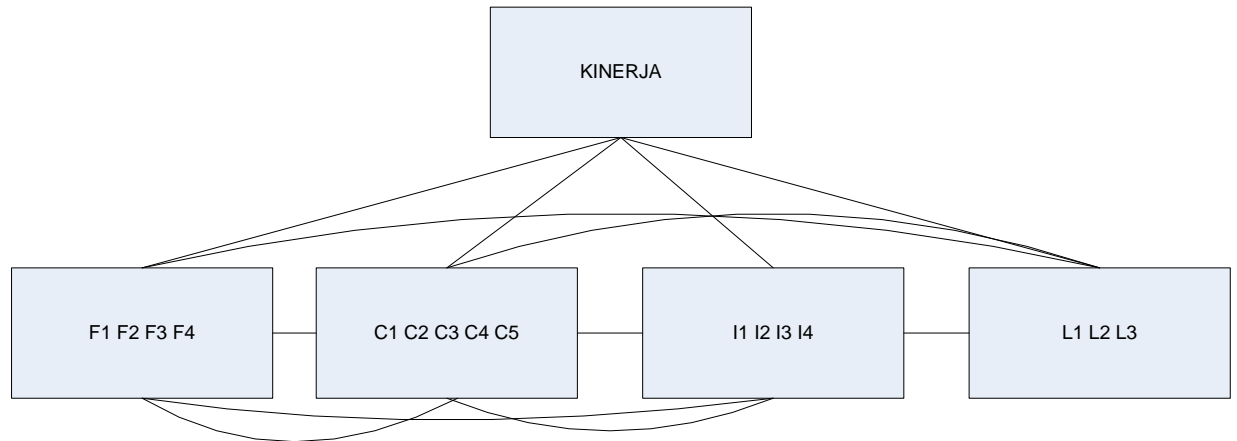 KINERJA
F1 F2 F3 F4
C1 C2 C3 C4 C5
I1 I2 I3 I4
L1 L2 L3